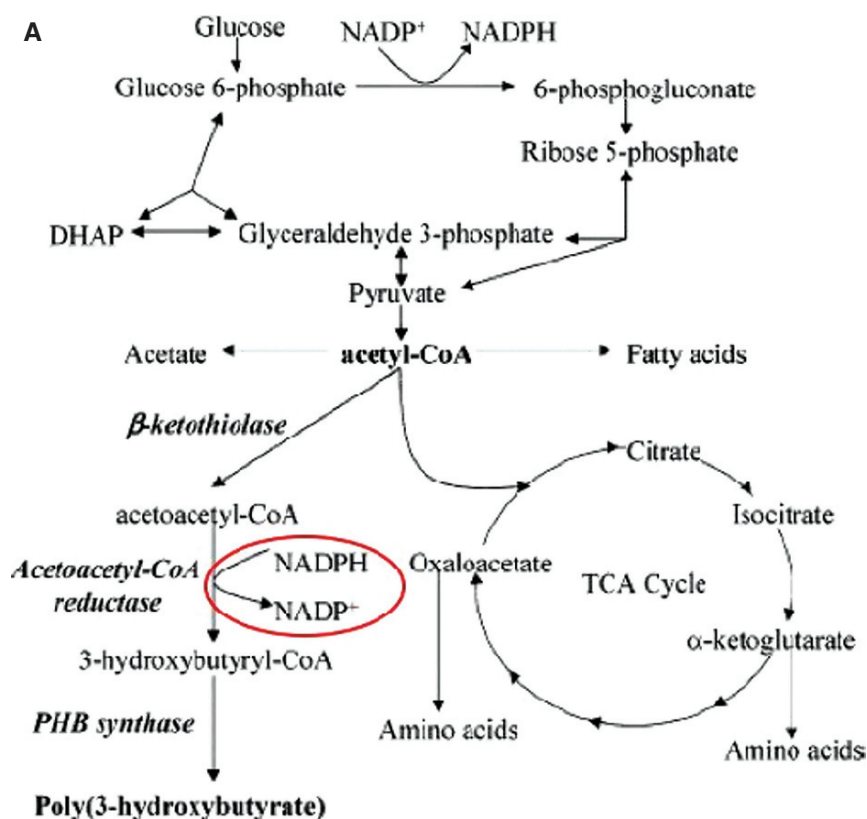 A
Glucose
NADP⁺ NADPH
Glucose 6-phosphate
6-phosphogluconate
Ribose 5-phosphate
DHAP
Glyceraldehyde 3-phosphate
Pyruvate
Acetate
acetyl-CoA
Fatty acids
β-ketothiolase
Citrate
acetoacetyl-CoA
Isocitrate
Acetoacetyl-CoA
reductase
NADPH
NADP⁺
Oxaloacetate
TCA Cycle
α-ketoglutarate
3-hydroxybutyryl-CoA
PHB synthase
Amino acids
Amino acids
Poly(3-hydroxybutyrate)